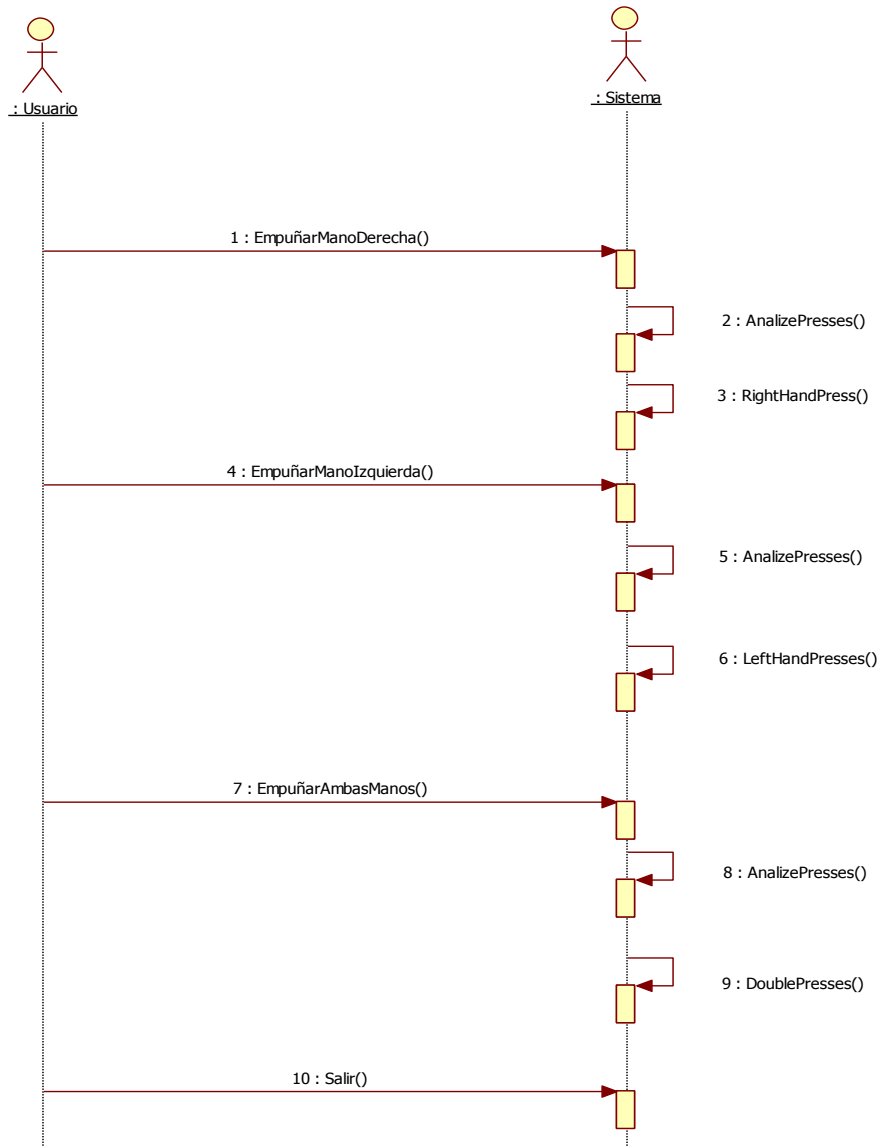 : Usuario
: Sistema
1 : EmpuñarManoDerecha()
2 : AnalizePresses()
3 : RightHandPress()
4 : EmpuñarManoIzquierda()
5 : AnalizePresses()
6 : LeftHandPresses()
7 : EmpuñarAmbasManos()
8 : AnalizePresses()
9 : DoublePresses()
10 : Salir()